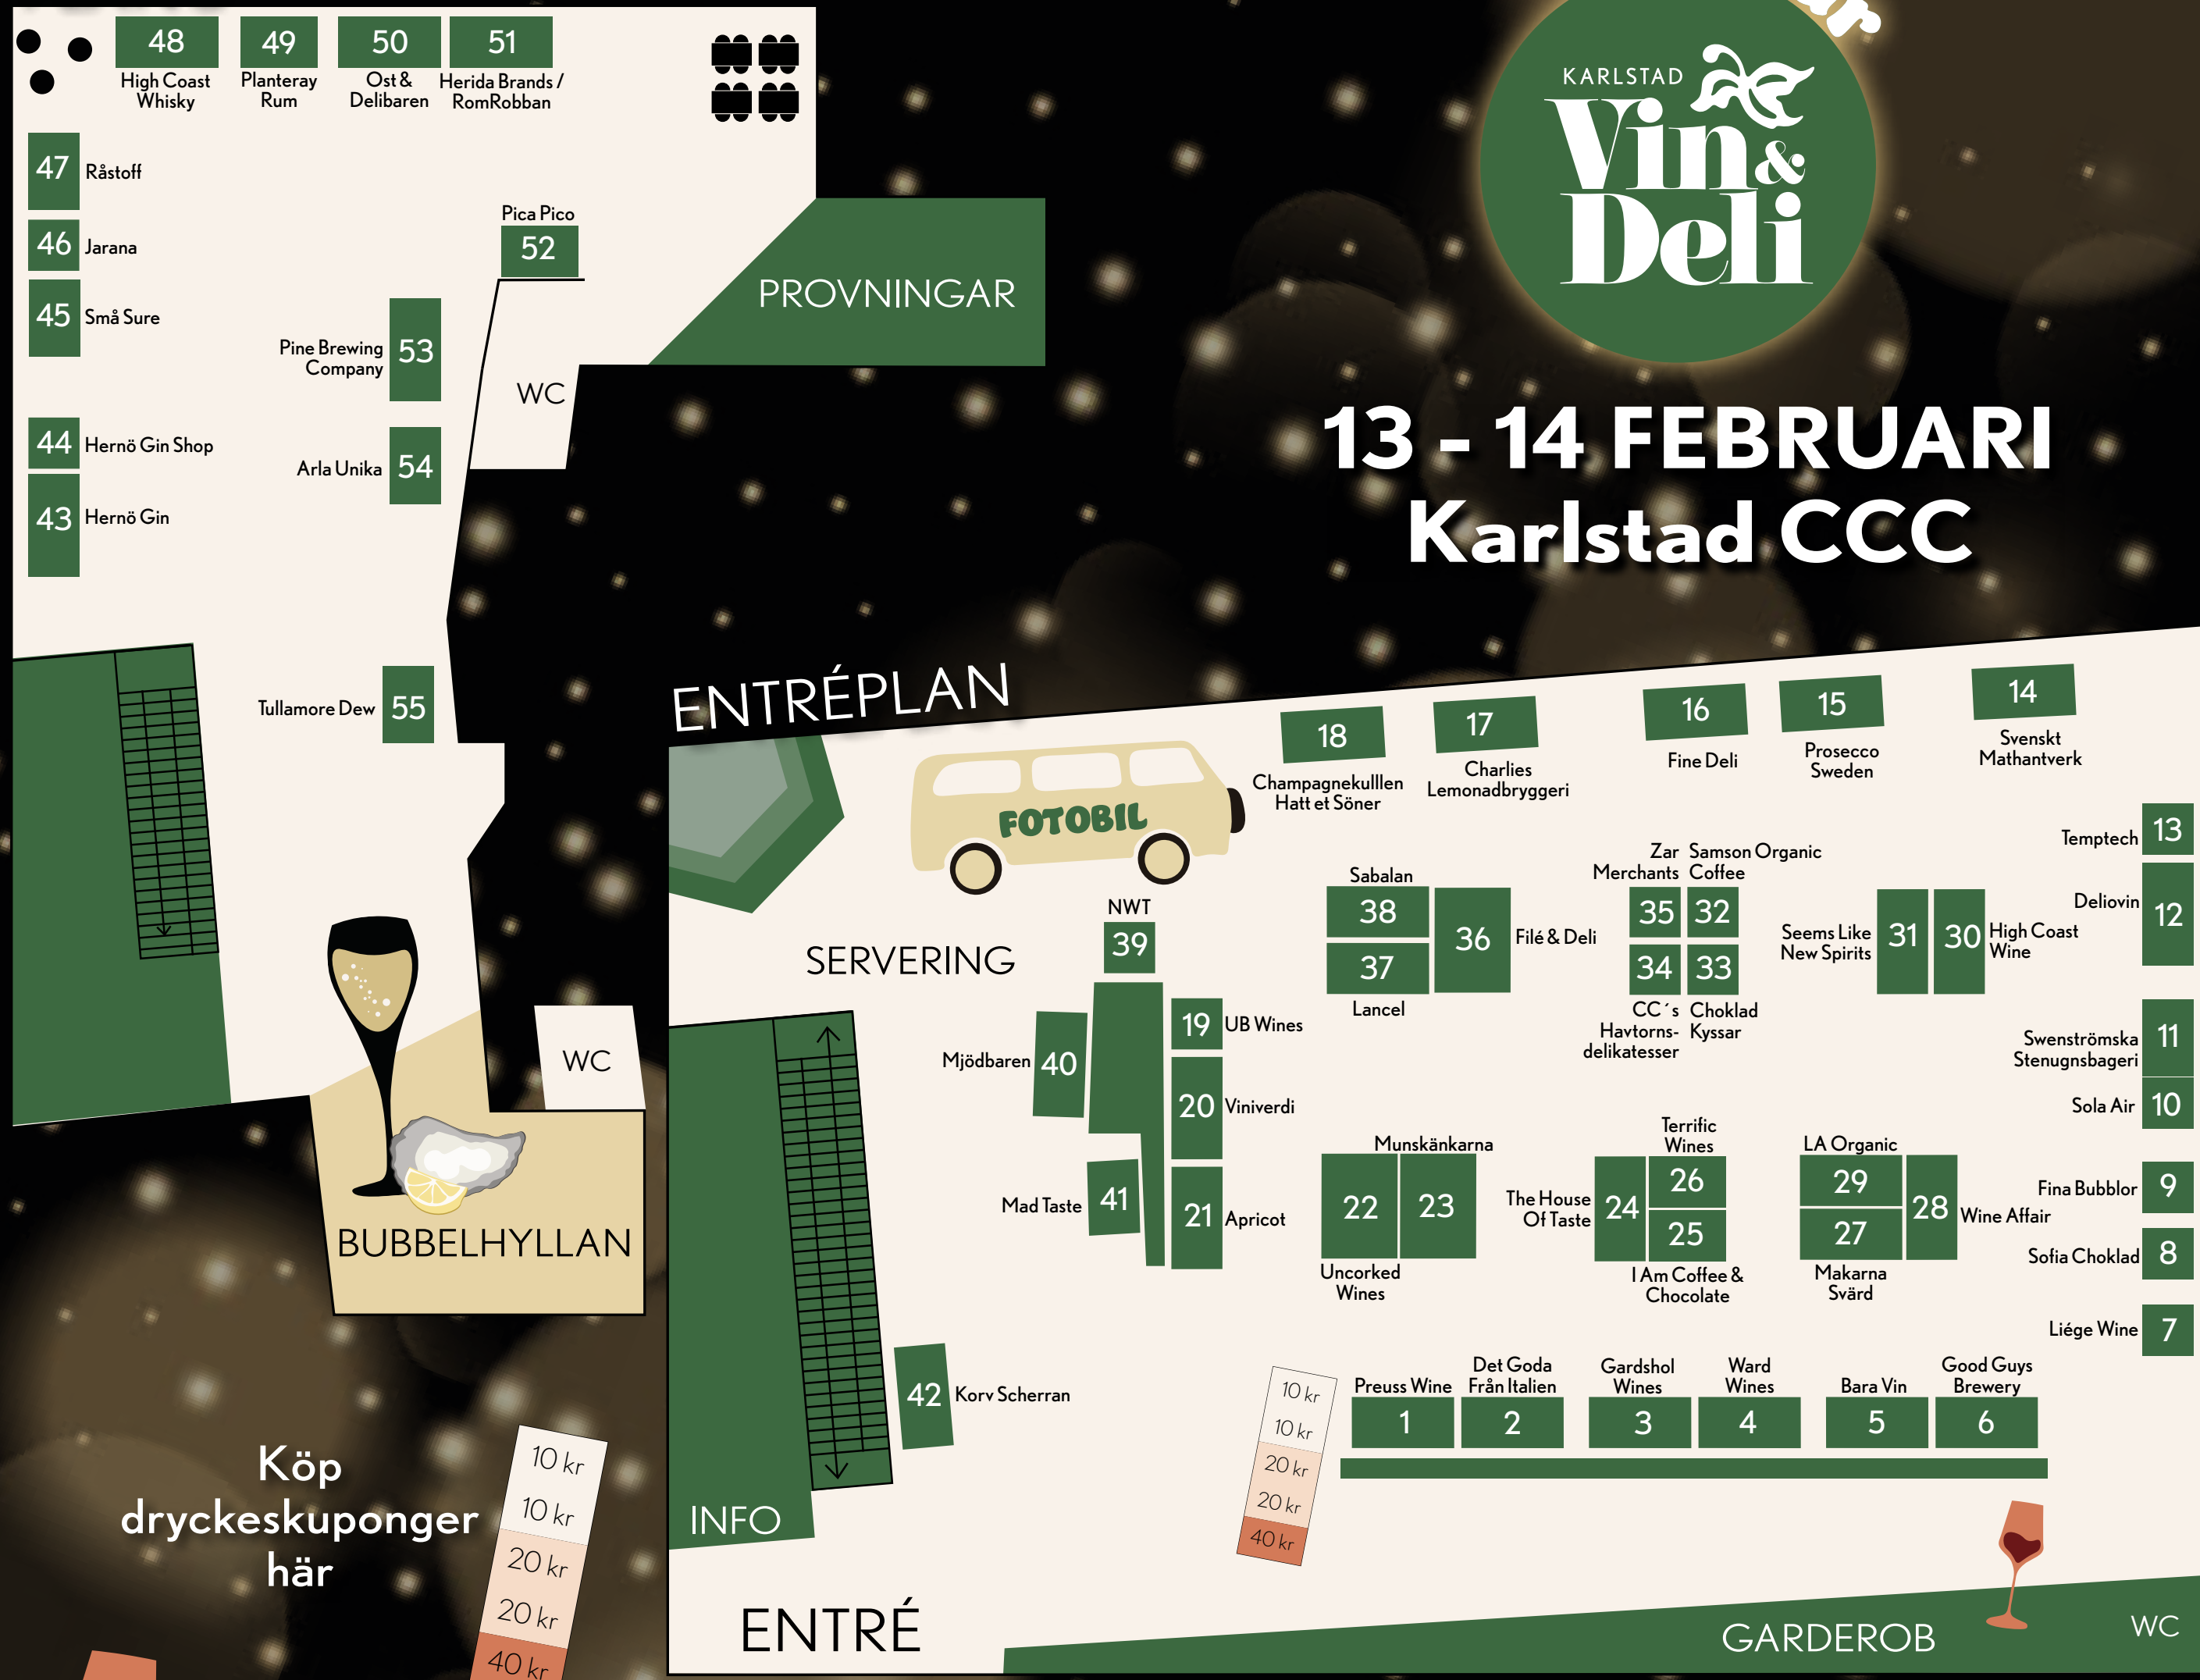 48
High Coast
Whisky
49
Planteray
Rum
50
Ost &
Delibaren
51
Herida Brands /
RomRobban
47
Råstoff
46
Jarana
45
Små Sure
Pica Pico
52
PROVNINGAR
Pine Brewing
Company
53
WC
44
Hernö Gin Shop
Arla Unika
54
43
Hernö Gin
Tullamore Dew
55
WC
BUBBELHYLLAN
Köp
dryckeskuponger
här
10 kr
10 kr
20 kr
20 kr
40 kr
KARLSTAD
Vin &
Deli
13 - 14 FEBRUARI
Karlstad CCC
ENTRÉPLAN
FOTOBIL
18
Champagnekulllen
Hatt et Söner
17
Charlies
Lemonadbryggeri
16
Fine Deli
15
Prosecco
Sweden
14
Svenskt
Mathantverk
Temptech
13
Deliovin
12
Swenströmska
Stenugnsbageri
11
Sola Air
10
Fina Bubblor
9
Sofia Choklad
8
Liége Wine
7
SERVERING
NWT
39
Sabalan
38
37
Lancel
36
Filé & Deli
Zar
Merchants
Samson Organic
Coffee
35
32
34
33
CC´s
Havtorns-
delikatesser
Choklad
Kyssar
Seems Like
New Spirits
31
30
High Coast
Wine
Mjödbaren
40
19
UB Wines
20
Viniverdi
Mad Taste
41
21
Apricot
Munskänkarna
22
23
Uncorked
Wines
The House
Of Taste
24
Terrific
Wines
26
25
I Am Coffee &
Chocolate
LA Organic
29
27
28
Wine Affair
Makarna
Svärd
42
Korv Scherran
10 kr
10 kr
20 kr
20 kr
40 kr
Preuss Wine
1
Det Goda
Från Italien
2
Gardshol
Wines
3
Ward
Wines
4
Bara Vin
5
Good Guys
Brewery
6
INFO
ENTRÉ
GARDEROB
WC